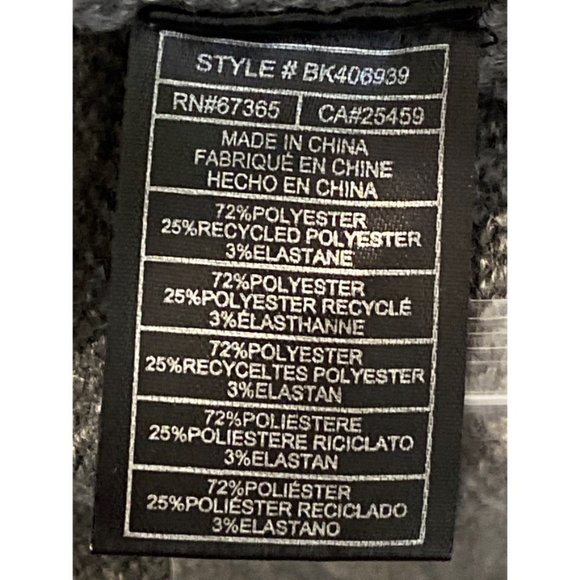 STYLE # BK406939
RN#67365 CA#25459
MADE IN CHINA
FABRIQUÉ EN CHINE
HECHO EN CHINA
72%POLYESTER
25%RECYCLED POLYESTER
3%ELASTANE
72%POLYESTER
25%POLYESTER RECYCLÉ
3%ÉLASTHANNE
72%POLYESTER
25%RECYCELTES POLYESTER
3%ELASTAN
72%POLIESTERE
25%POLIESTERE RICICLATO
3%ELASTAN
72%POLIÉSTER
25%POLIÉSTER RECICLADO
3%ELASTANO